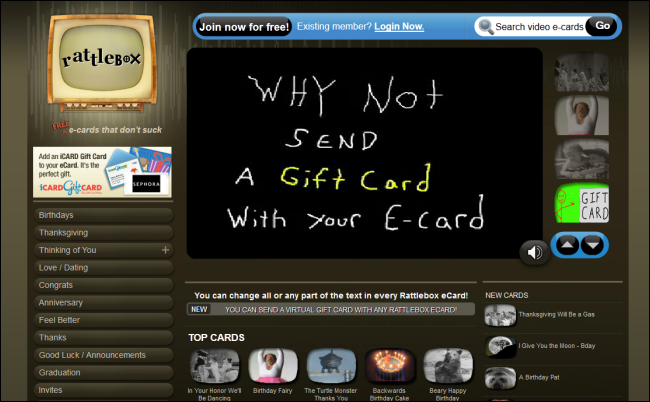 rattleBox
FREE e-cards that don't suck
Join now for free!
Existing member? Login Now.
Search video e-cards
Go
WHY NOT
SEND
A Gift Card
With your E-card
GIFT
CARD
Add an iCARD Gift Card
to your eCard. It's the
perfect gift.
iCARDGiftCARD
SEPHORA
Birthdays
Thanksgiving
Thinking of You +
Love / Dating
Congrats
Anniversary
Feel Better
Thanks
Good Luck / Announcements
Graduation
Invites
You can change all or any part of the text in every Rattlebox eCard!
NEW YOU CAN SEND A VIRTUAL GIFT CARD WITH ANY RATTLEBOX ECARD!
TOP CARDS
In Your Honor We'll
Be Dancing
Birthday Fairy
The Turtle Monster
Thanks You
Backwards
Birthday Cake
Beary Happy
Birthday
NEW CARDS
Thanksgiving Will Be a Gas
I Give You the Moon - Bday
A Birthday Pat